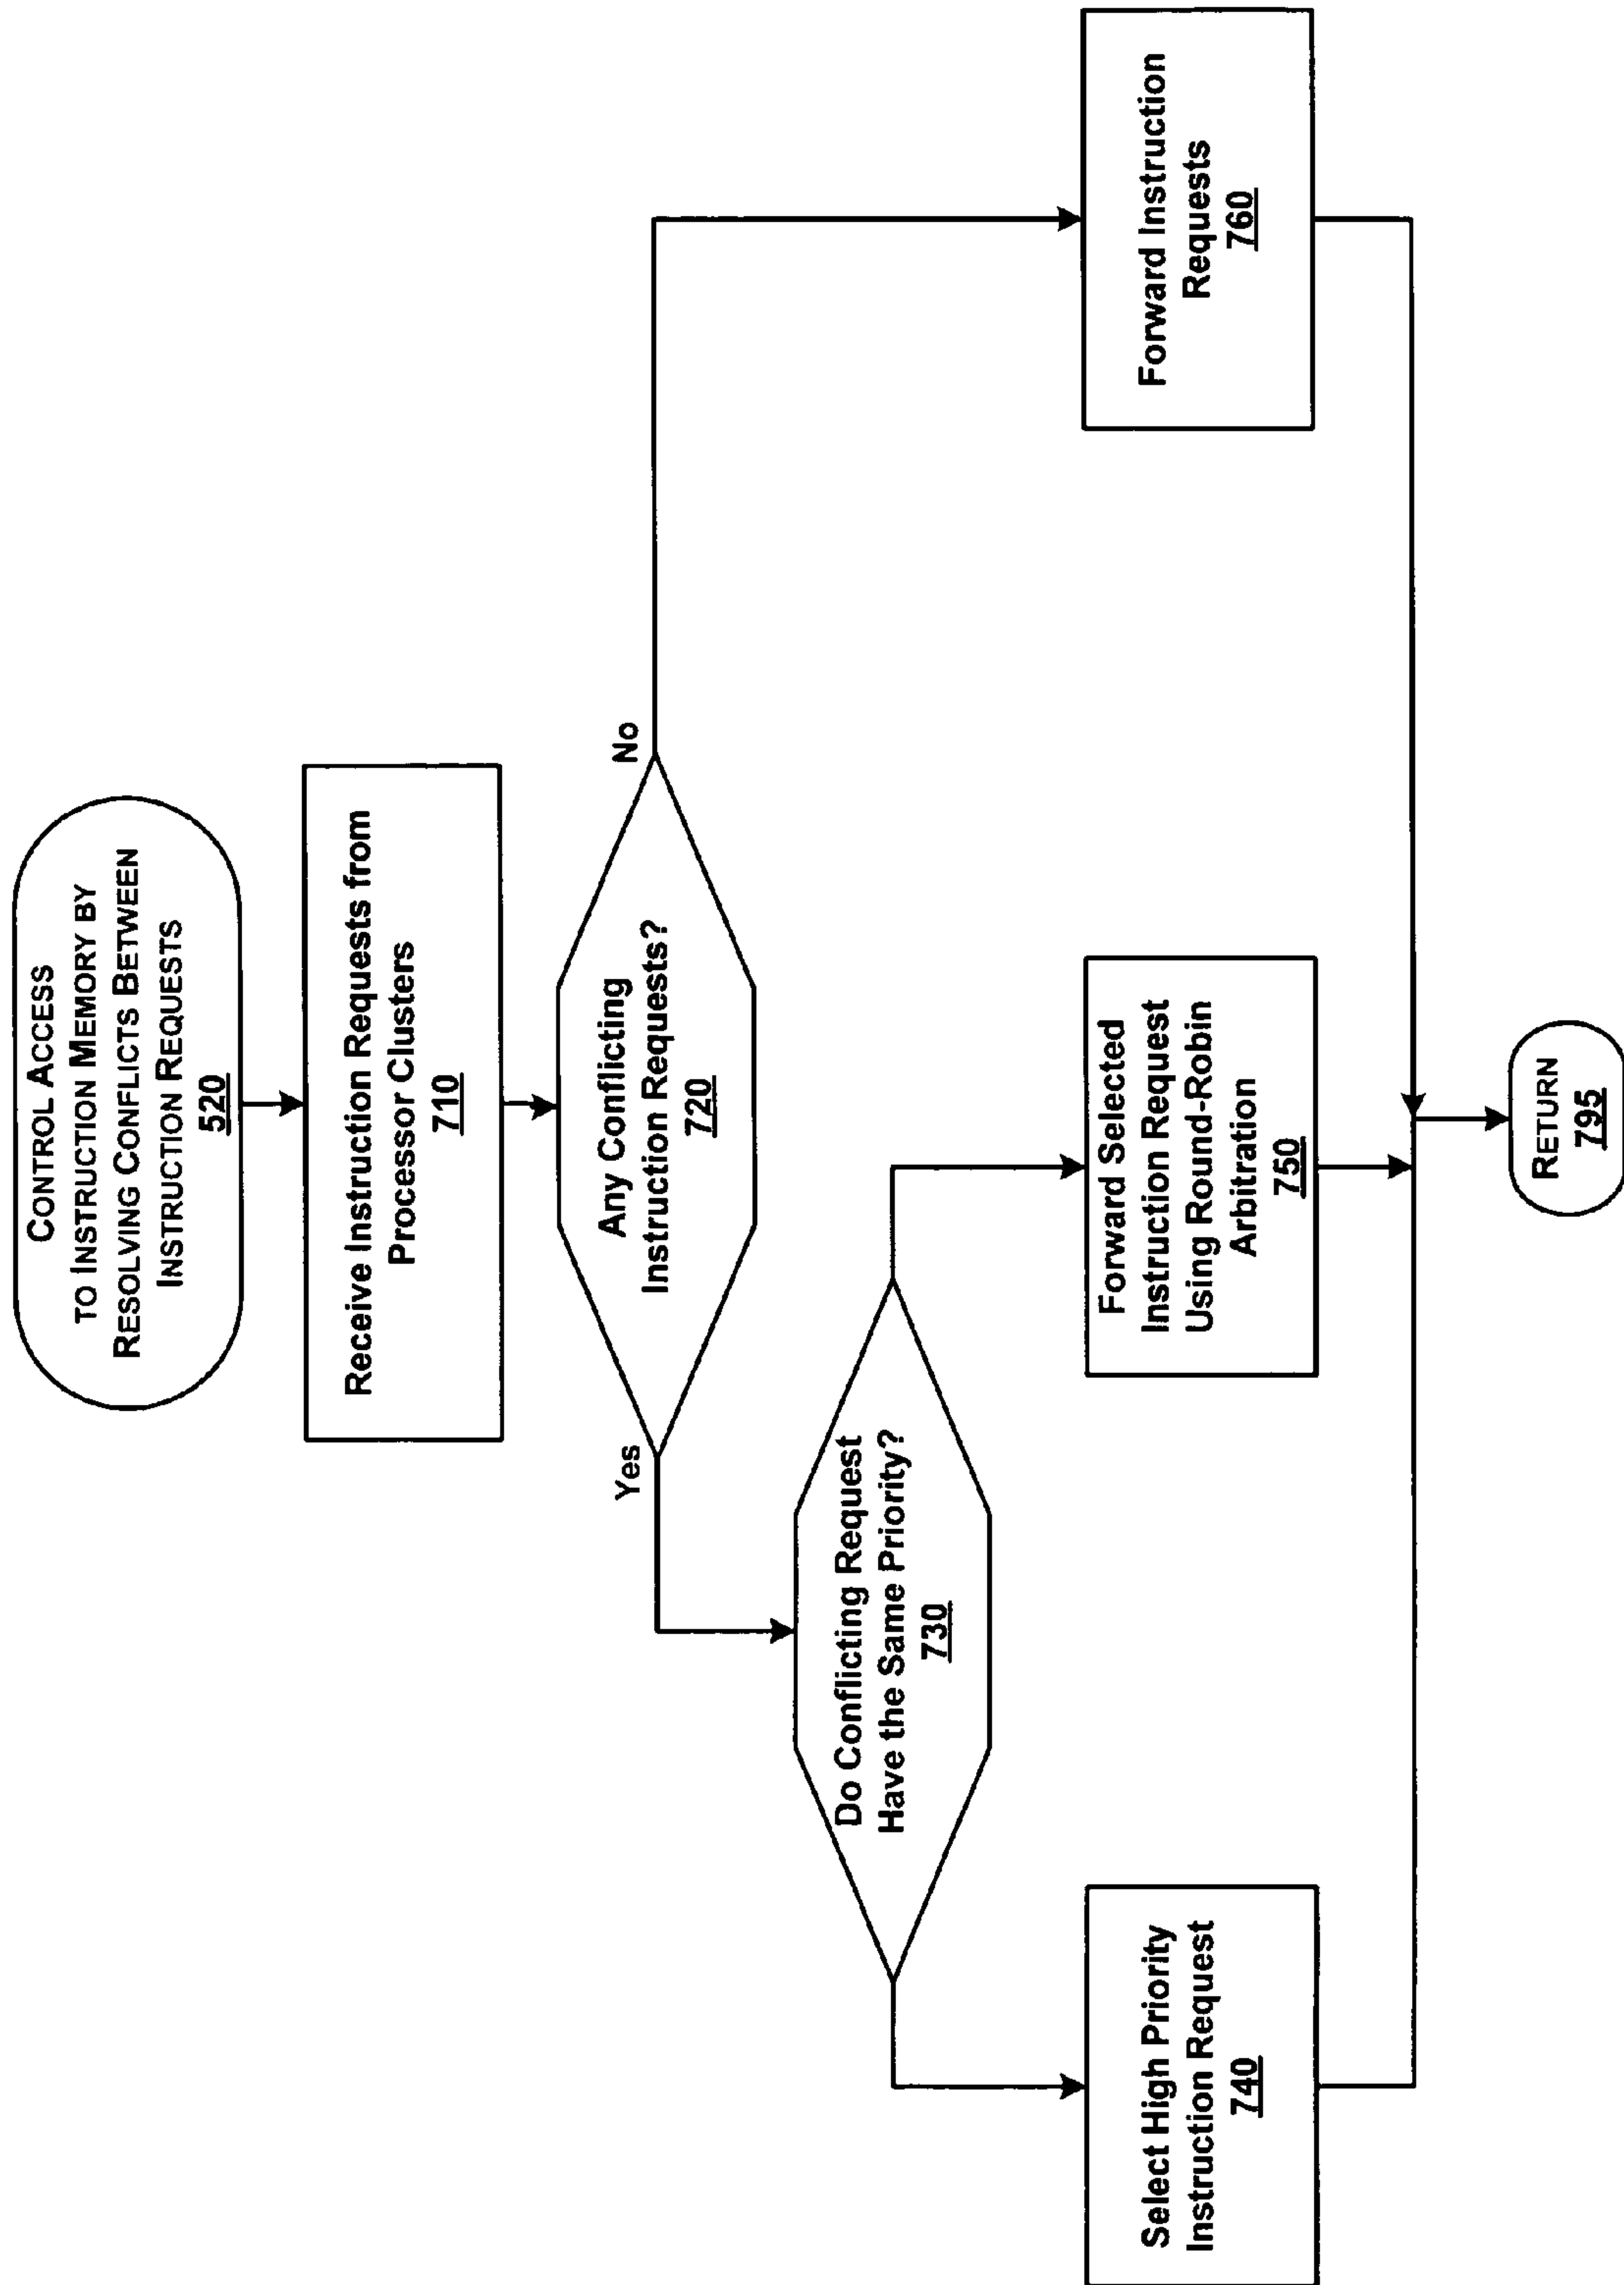 CONTROL ACCESS
TO INSTRUCTION MEMORY BY
RESOLVING CONFLICTS BETWEEN
INSTRUCTION REQUESTS
520
Receive Instruction Requests from
Processor Clusters
710
Any Conflicting
Instruction Requests?
720
Yes
No
Do Conflicting Request
Have the Same Priority?
730
Select High Priority
Instruction Request
740
Forward Selected
Instruction Request
Using Round-Robin
Arbitration
750
Forward Instruction
Requests
760
RETURN
795